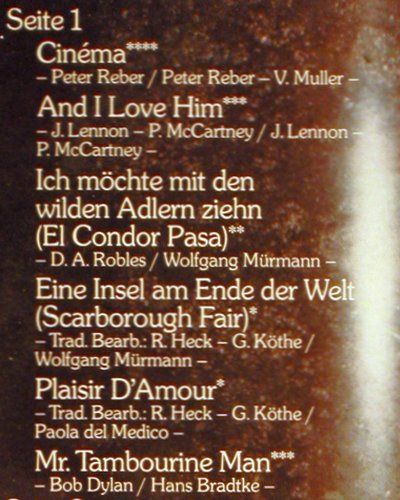 Seite 1
Cinéma****
– Peter Reber / Peter Reber – V. Muller –
And I Love Him***
– J. Lennon – P. McCartney / J. Lennon –
P. McCartney –
Ich möchte mit den
wilden Adlern ziehn
(El Condor Pasa)**
– D. A. Robles / Wolfgang Mürmann –
Eine Insel am Ende der Welt
(Scarborough Fair)*
– Trad. Bearb.: R. Heck – G. Köthe /
Wolfgang Mürmann –
Plaisir D'Amour*
– Trad. Bearb.: R. Heck – G. Köthe /
Paola del Medico –
Mr. Tambourine Man***
– Bob Dylan / Hans Bradtke –